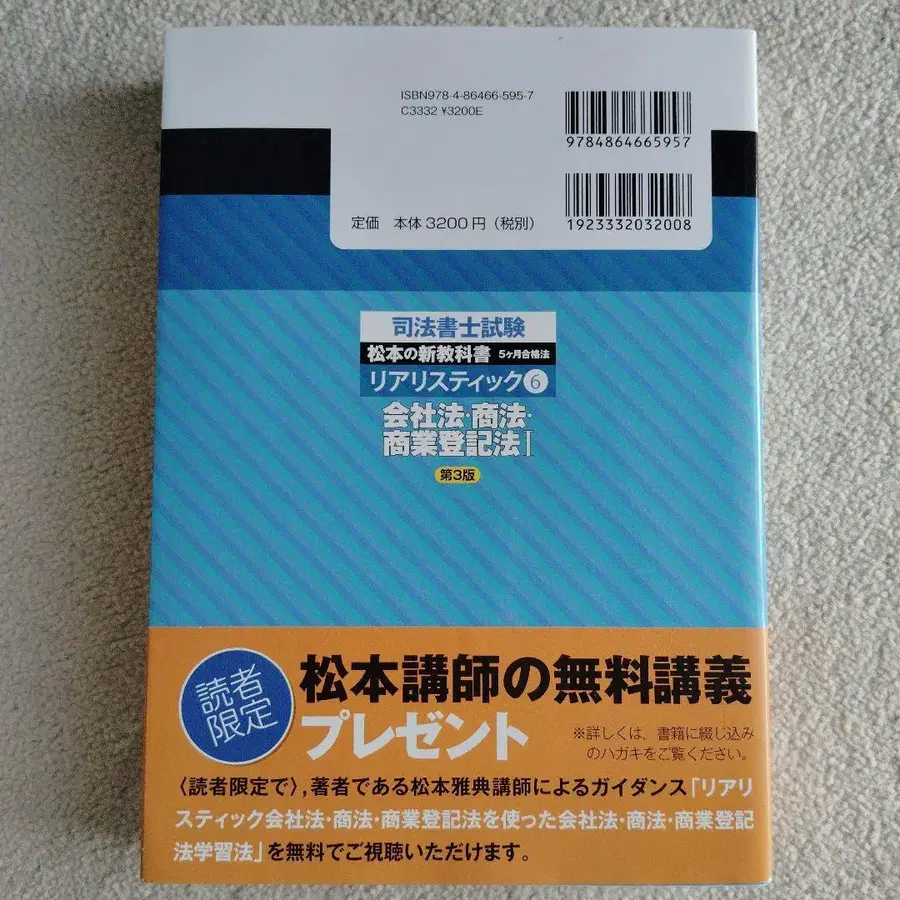 ISBN978-4-86466-595-7
C3332 ¥3200E
9784864665957
定価 本体3200円（税別）
1923332032008
司法書士試験
松本の新教科書 5ヶ月合格法
リアリスティック6
会社法・商法・
商業登記法I
第3版
読者
限定
松本講師の無料講義
プレゼント
※詳しくは、書籍に綴じ込み
のハガキをご覧ください。
〈読者限定で〉,著者である松本雅典講師によるガイダンス「リアリ
スティック会社法・商法・商業登記法を使った会社法・商法・商業登記
法学習法」を無料でご視聴いただけます。